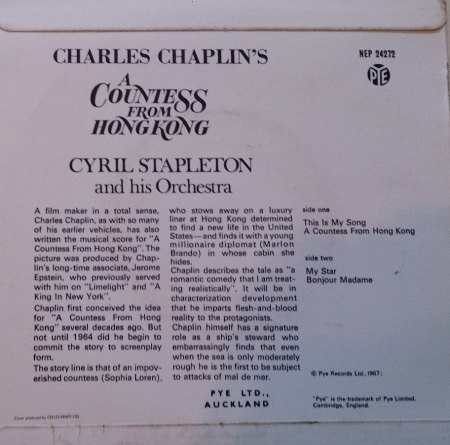 CHARLES CHAPLIN'S
NEP 24272
PYE
A
COUNTESS
FROM
HONG KONG
CYRIL STAPLETON
and his Orchestra
A film maker in a total sense,
Charles Chaplin, as with so many
of his earlier vehicles, has also
written the musical score for "A
Countess From Hong Kong". The
picture was produced by Chap-
lin's long-time associate, Jerome
Epstein, who previously served
with him on "Limelight" and "A
King In New York".
Chaplin first conceived the idea
for "A Countess From Hong
Kong" several decades ago. But
not until 1964 did he begin to
commit the story to screenplay
form.
The story line is that of an impov-
erished countess (Sophia Loren),
who stows away on a luxury
liner at Hong Kong determined
to find a new life in the United
States—and finds it with a young
millionaire diplomat (Marlon
Brando) in whose cabin she
hides.
Chaplin describes the tale as "a
romantic comedy that I am treat-
ing realistically". It will be in
characterization development
that he imparts flesh-and-blood
reality to the protagonists.
Chaplin himself has a signature
role as a ship's steward who
embarrassingly finds that even
when the sea is only moderately
rough he is the first to be subject
to attacks of mal de mer.
side one
This Is My Song
A Countess From Hong Kong
side two
My Star
Bonjour Madame
© Pye Records Ltd., 1967;
PYE LTD.,
AUCKLAND
"Pye" is the trademark of Pye Limited.
Cambridge, England.
Cover produced by CELLO-KRAFT LTD.